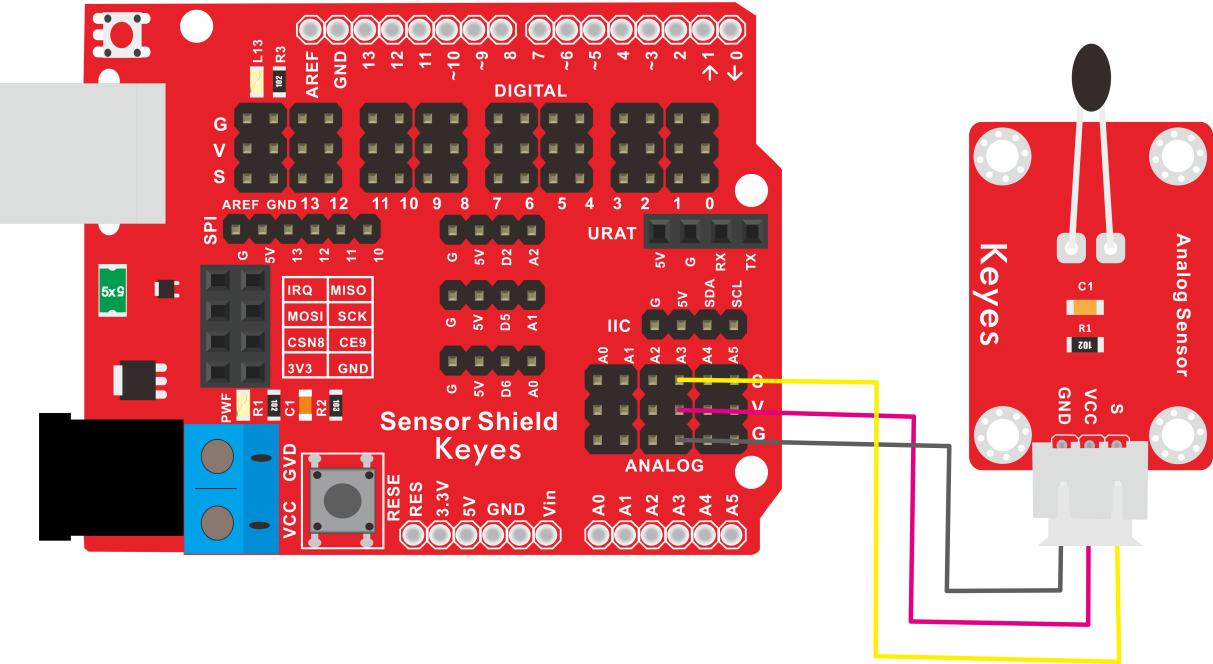 L13
R3
102
AREF
GND
13
12
11
~10
~9
8
7
~6
~5
4
~3
2
→1
←0
DIGITAL
G
V
S
AREF GND 13 12 11 10 9 8 7 6 5 4 3 2 1 0
SPI
G
5V
13
12
11
10
G
5V
D2
A2
URAT
5V
G
RX
TX
5x5
IRQ MISO
MOSI SCK
CSN8 CE9
3V3 GND
G
5V
D5
A1
G
5V
SDA
SCL
IIC
A0
A1
A2
A3
A4
A5
G
5V
D6
A0
V
G
ANALOG
PWF
R1
102
C1
R2
103
Sensor Shield
Keyes
GVD
VCC
RESE
RES
3.3V
5V
GND
Vin
A0
A1
A2
A3
A4
A5
Keyes
Analog Sensor
C1
R1
102
GND
VCC
S